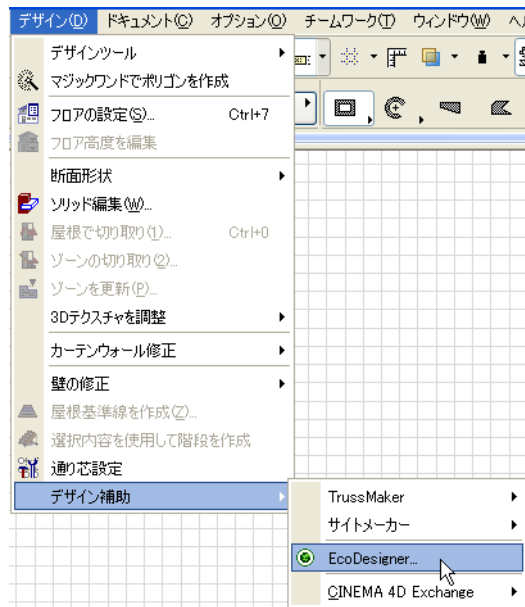 デザイン(D) ドキュメント(C) オプション(O) チームワーク(T) ウィンドウ(W)
デザインツール
マジックワンドでポリゴンを作成
フロアの設定(S)... Ctrl+7
フロア高度を編集
断面形状
ソリッド編集(W)...
屋根で切り取り(1)... Ctrl+0
ゾーンの切り取り(2)...
ゾーンを更新(P)...
3Dテクスチャを調整
カーテンウォール修正
壁の修正
屋根基準線を作成(Z)...
選択内容を使用して階段を作成
通り芯設定
デザイン補助
TrussMaker
サイトメーカー
EcoDesigner...
CINEMA 4D Exchange